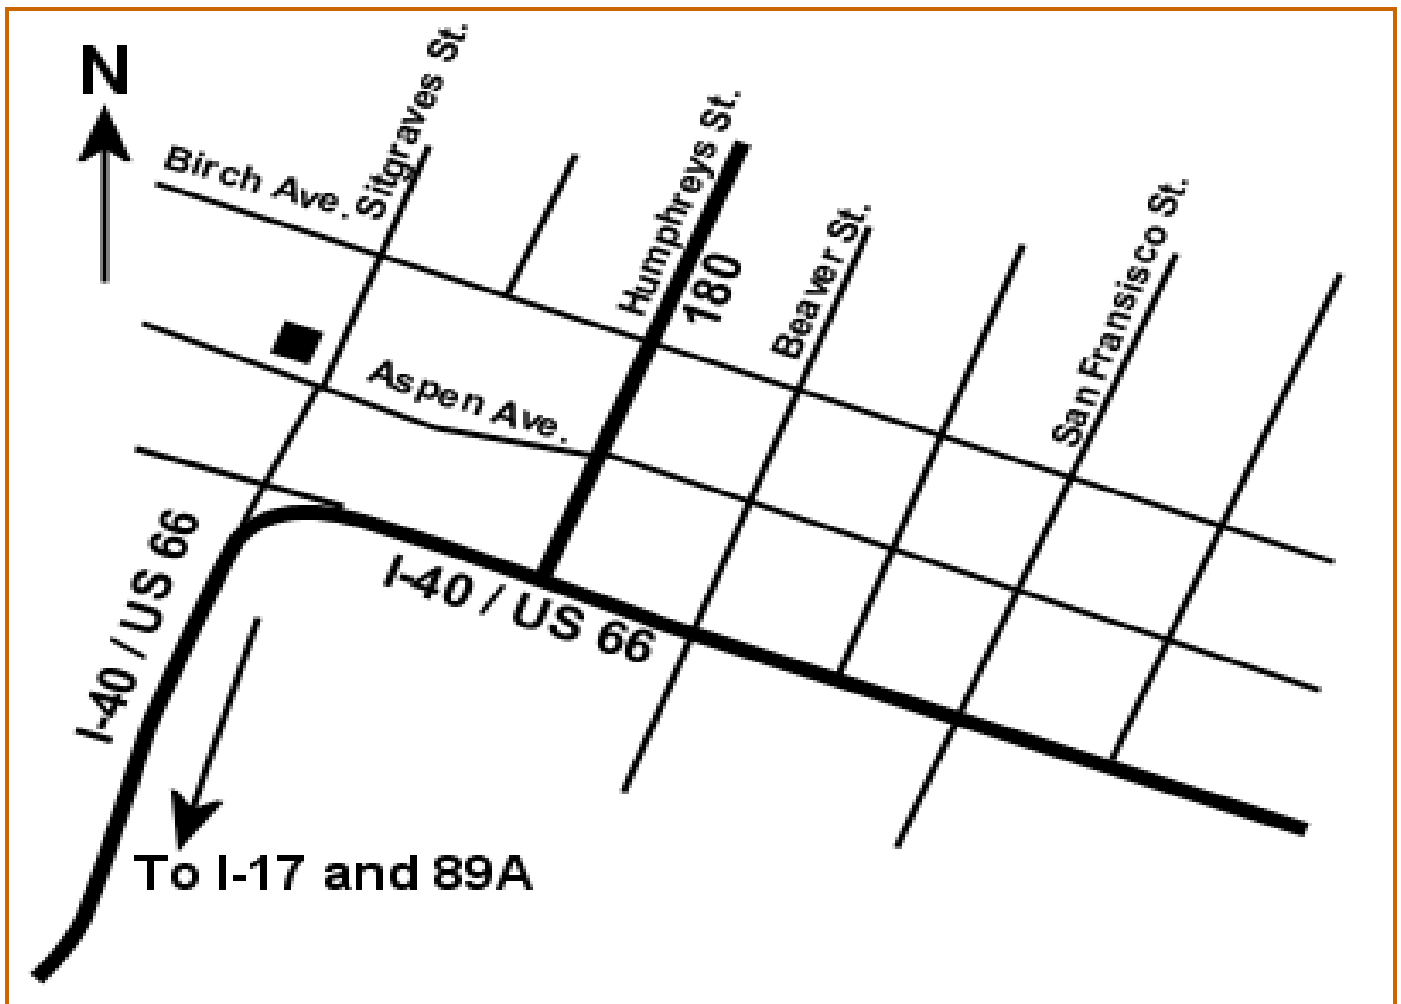 N
Sitgraves St.
Birch Ave.
Humphreys St.
180
Beaver St.
San Fransisco St.
Aspen Ave.
I-40 / US 66
I-40 / US 66
To I-17 and 89A